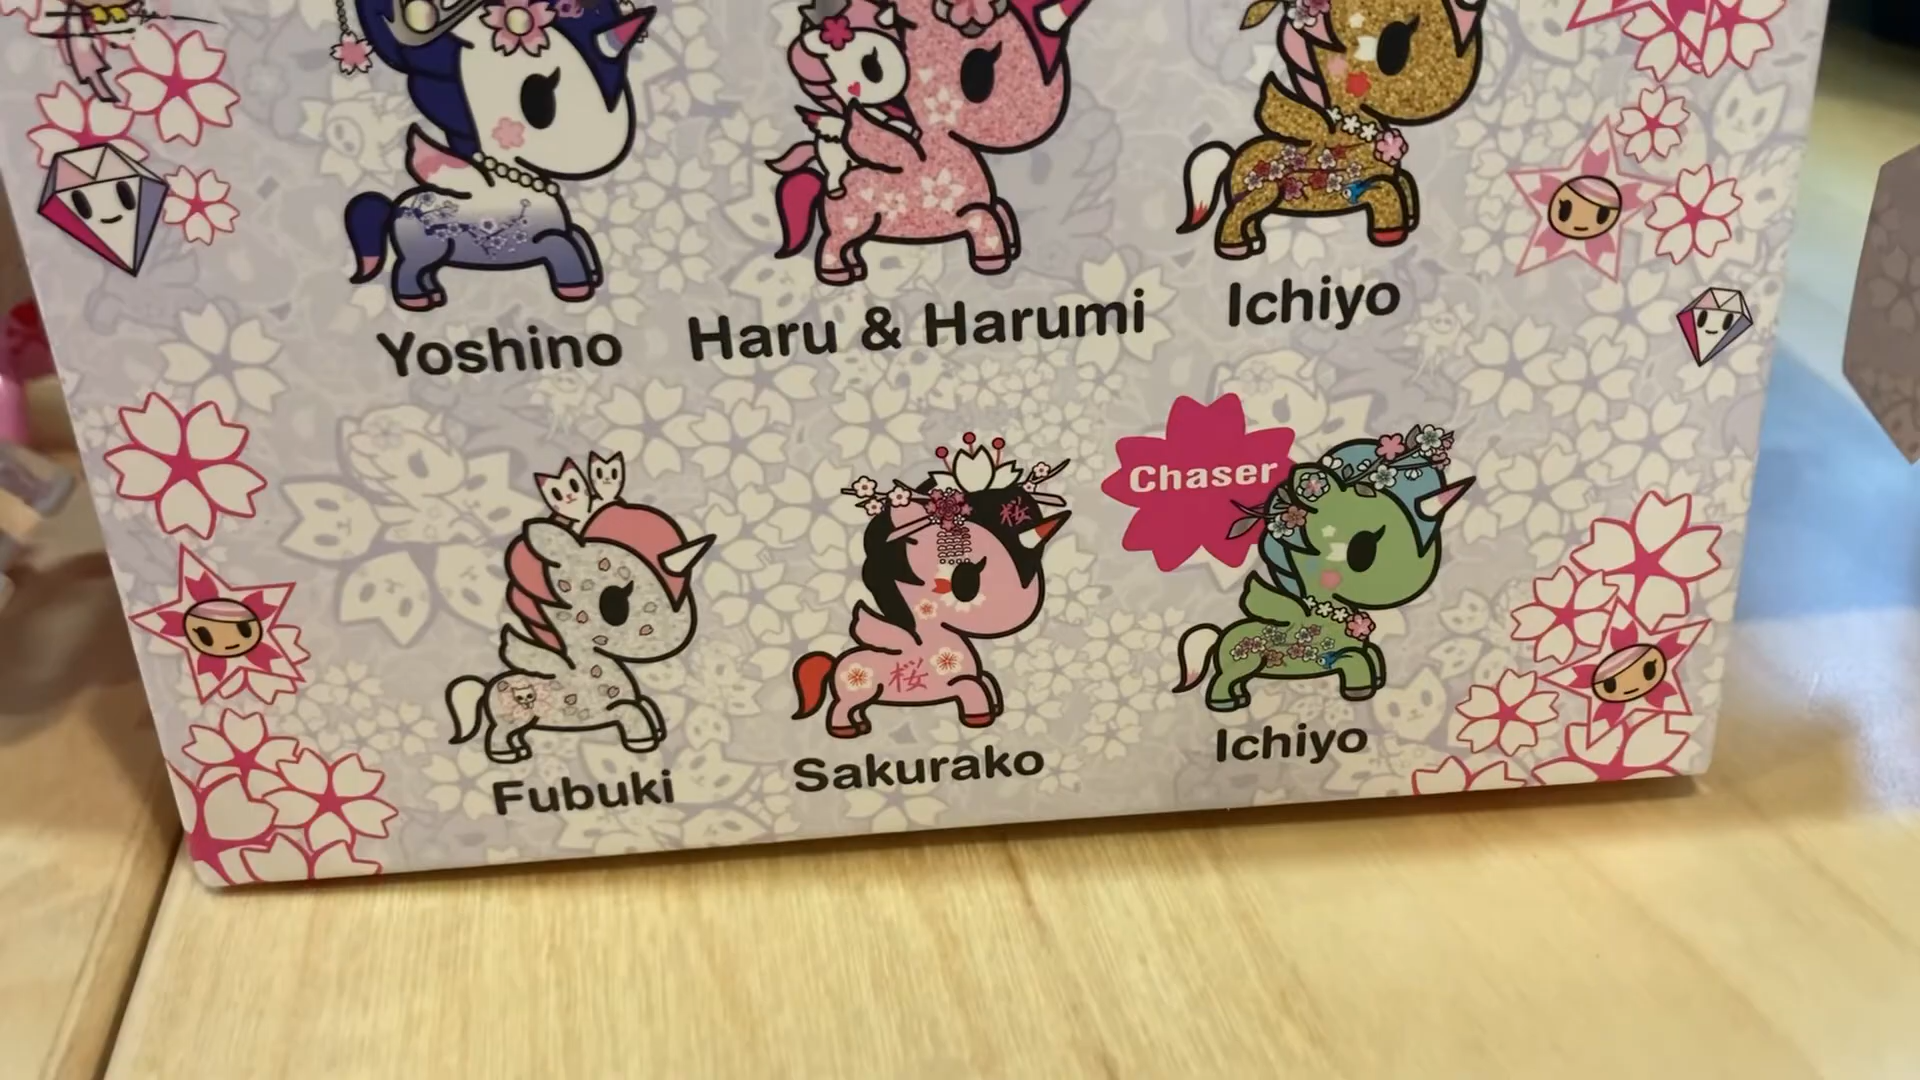 Yoshino
Haru & Harumi
Ichiyo
Chaser
桜
桜
Fubuki
Sakurako
Ichiyo